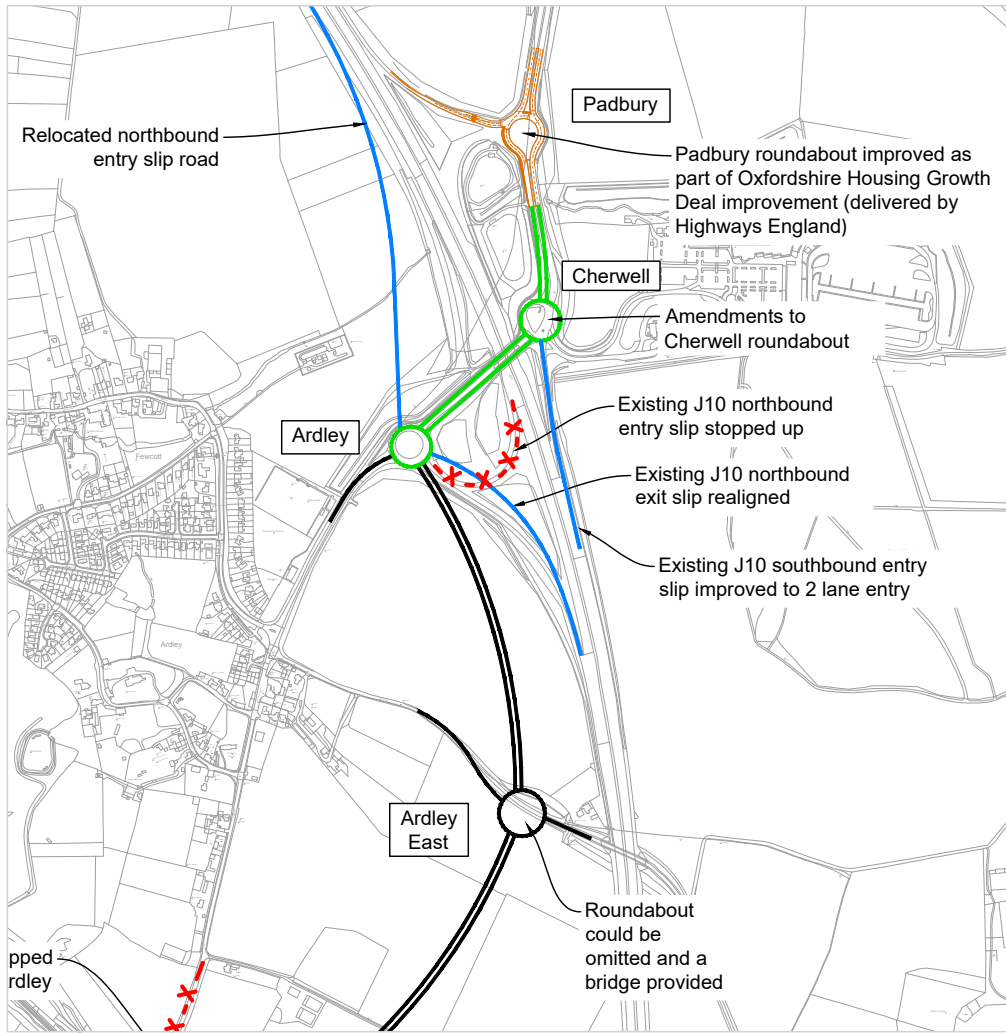 Padbury
Relocated northbound
entry slip road
Padbury roundabout improved as
part of Oxfordshire Housing Growth
Deal improvement (delivered by
Highways England)
Cherwell
Amendments to
Cherwell roundabout
Existing J10 northbound
entry slip stopped up
Ardley
Fewcott
Existing J10 northbound
exit slip realigned
Existing J10 southbound entry
slip improved to 2 lane entry
Ardley
Ardley
East
Roundabout
could be
omitted and a
bridge provided
pped
rdley